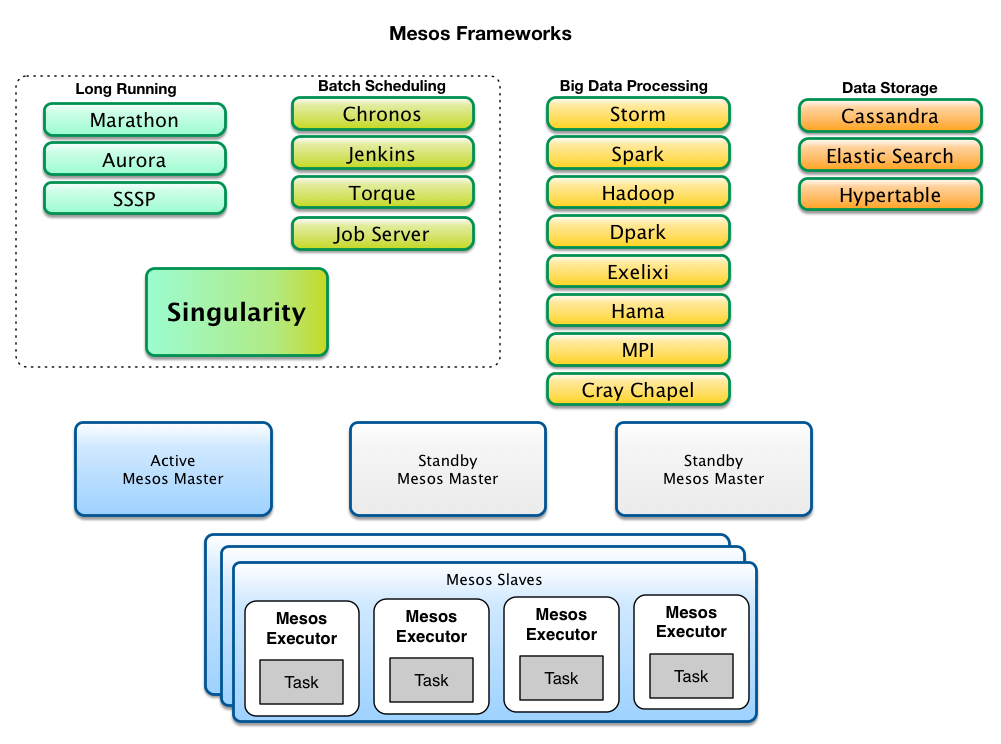 Mesos Frameworks
Long Running
Marathon
Aurora
SSSP
Batch Scheduling
Chronos
Jenkins
Torque
Job Server
Singularity
Big Data Processing
Storm
Spark
Hadoop
Dpark
Exelixi
Hama
MPI
Cray Chapel
Data Storage
Cassandra
Elastic Search
Hypertable
Active
Mesos Master
Standby
Mesos Master
Standby
Mesos Master
Mesos Slaves
Mesos
Executor
Task
Mesos
Executor
Task
Mesos
Executor
Task
Mesos
Executor
Task